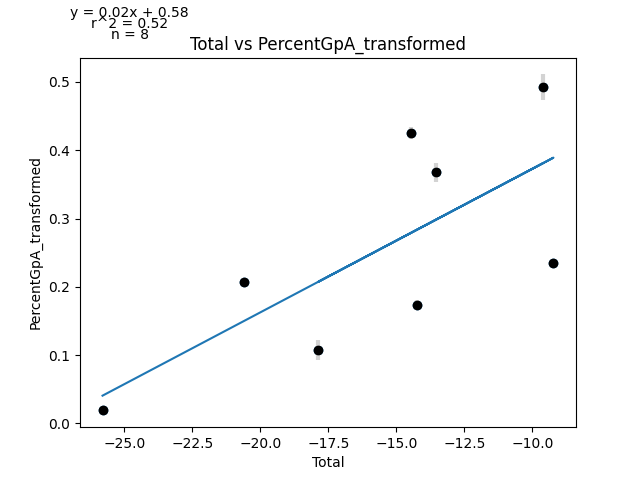 y = 0.02x + 0.58
r^2 = 0.52
n = 8
Total vs PercentGpA_transformed
PercentGpA_transformed
0.5
0.4
0.3
0.2
0.1
0.0
−25.0 −22.5 −20.0 −17.5 −15.0 −12.5 −10.0
Total